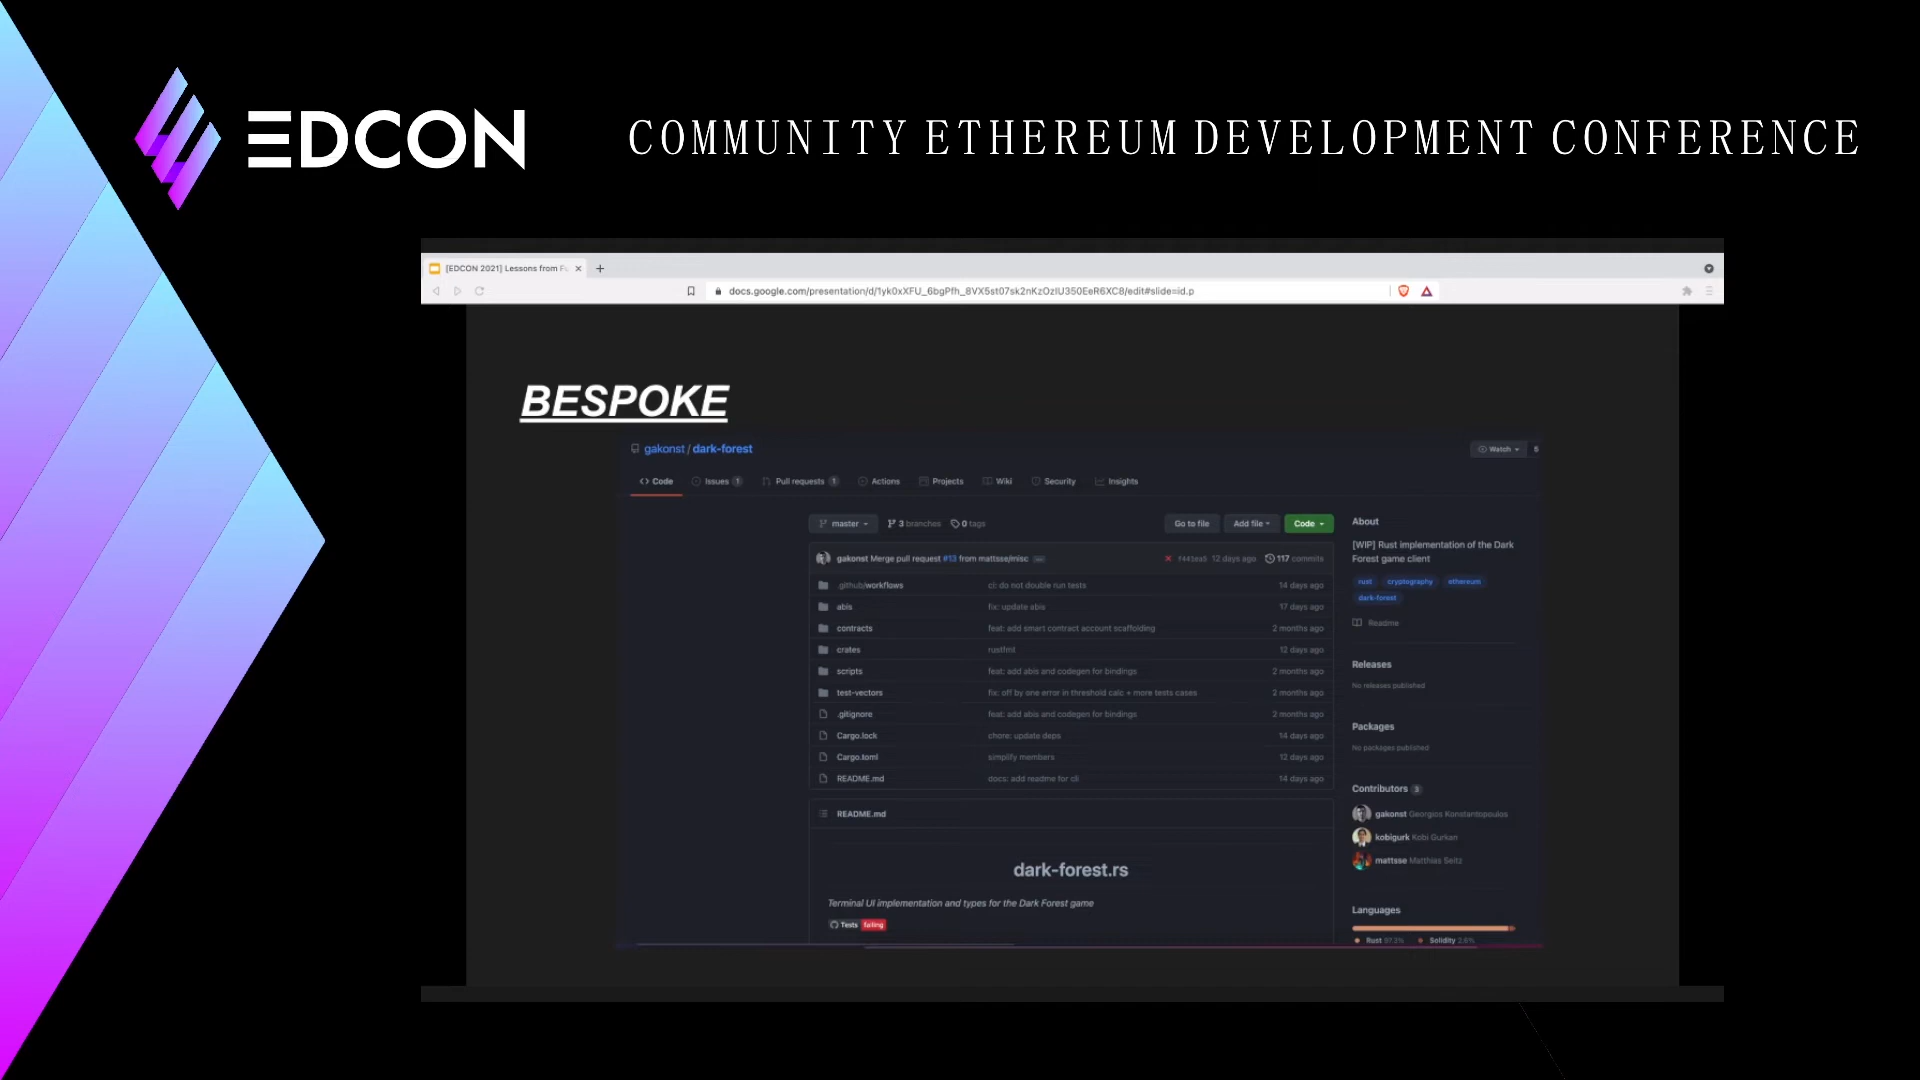 EDCON
COMMUNITY ETHEREUM DEVELOPMENT CONFERENCE
[EDCON 2021] Lessons from Fu
docs.google.com/presentation/d/1yk0xXFU_6bgPfh_8VX5st07sk2nKzOzIU350EeR6XC8/edit#slide=id.p
BESPOKE
gakonst / dark-forest
Watch 5
Code Issues 1 Pull requests 1 Actions Projects Wiki Security Insights
master 3 branches 0 tags Go to file Add file Code
gakonst Merge pull request #13 from mattsse/misc 12 days ago 117 commits
.github/workflows ci: do not double run tests 14 days ago
abis fix: update abis 17 days ago
contracts feat: add smart contract account scaffolding 2 months ago
crates rustfmt 12 days ago
scripts feat: add abis and codegen for bindings 2 months ago
test-vectors fix: off by one error in threshold calc + more tests cases 2 months ago
.gitignore feat: add abis and codegen for bindings 2 months ago
Cargo.lock chore: update deps 14 days ago
Cargo.toml simplify members 12 days ago
README.md docs: add readme for cli 14 days ago
README.md
dark-forest.rs
Terminal UI implementation and types for the Dark Forest game
Tests failing
About
[WIP] Rust implementation of the Dark
Forest game client
rust cryptography ethereum
dark-forest
Readme
Releases
No releases published
Packages
No packages published
Contributors 3
gakonst Georgios Konstantopoulos
kobigurk Kobi Gurkan
mattsse Matthias Seitz
Languages
Rust 97.2% Solidity 2.8%